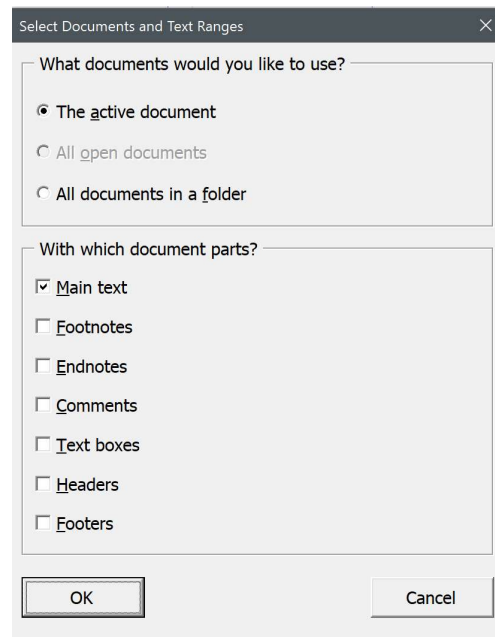 Select Documents and Text Ranges
What documents would you like to use?
The active document
All open documents
All documents in a folder
With which document parts?
Main text
Footnotes
Endnotes
Comments
Text boxes
Headers
Footers
OK Cancel